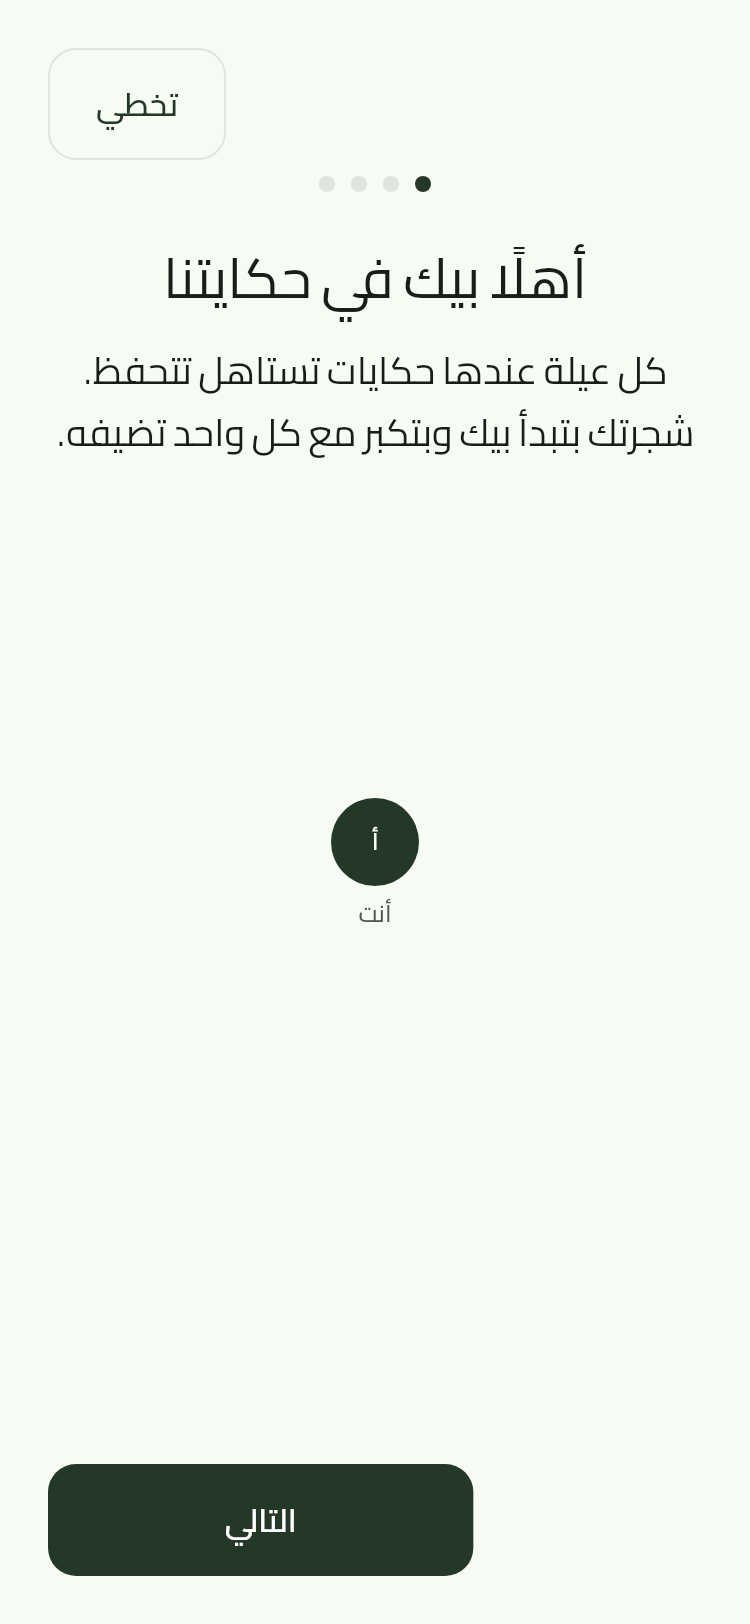 تخطي
أهلًا بيك في حكايتنا
كل عيلة عندها حكايات تستاهل تتحفظ.
شجرتك بتبدأ بيك وبتكبر مع كل واحد تضيفه.
أ
أنت
التالي